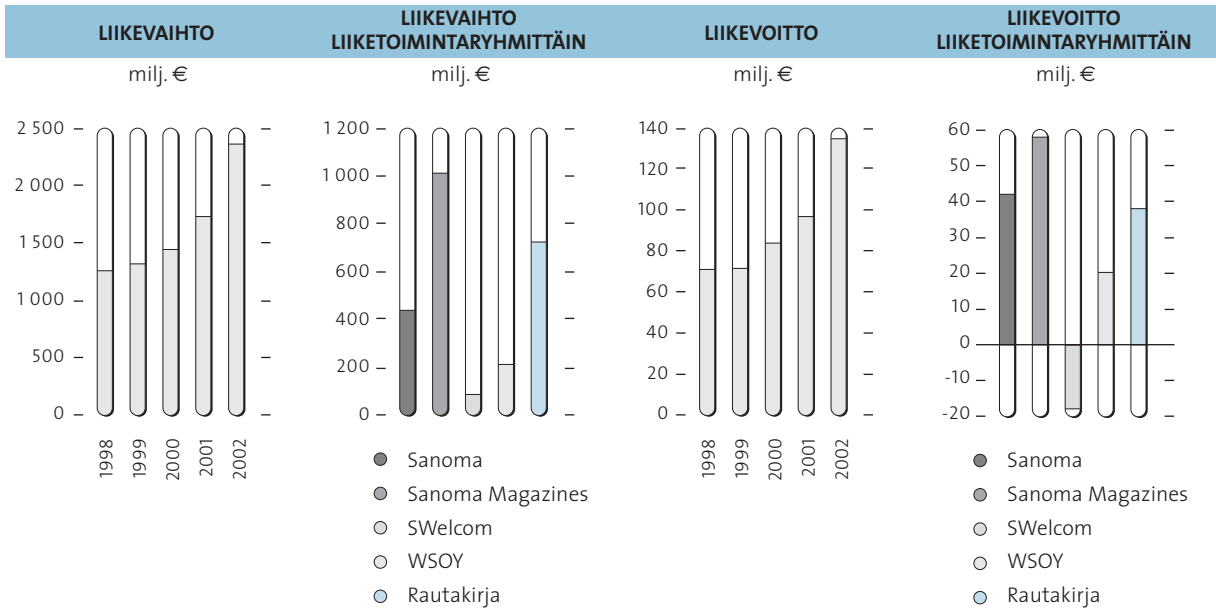 LIIKEVAIHTO
milj. €
2 500
2 000
1 500
1 000
500
0
1998
1999
2000
2001
2002
LIIKEVAIHTO
LIIKETOIMINTARYHMITTÄIN
milj. €
1 200
1 000
800
600
400
200
0
Sanoma
Sanoma Magazines
SWelcom
WSOY
Rautakirja
LIIKEVOITTO
milj. €
140
120
100
80
60
40
20
0
1998
1999
2000
2001
2002
LIIKEVOITTO
LIIKETOIMINTARYHMITTÄIN
milj. €
60
50
40
30
20
10
0
-10
-20
Sanoma
Sanoma Magazines
SWelcom
WSOY
Rautakirja